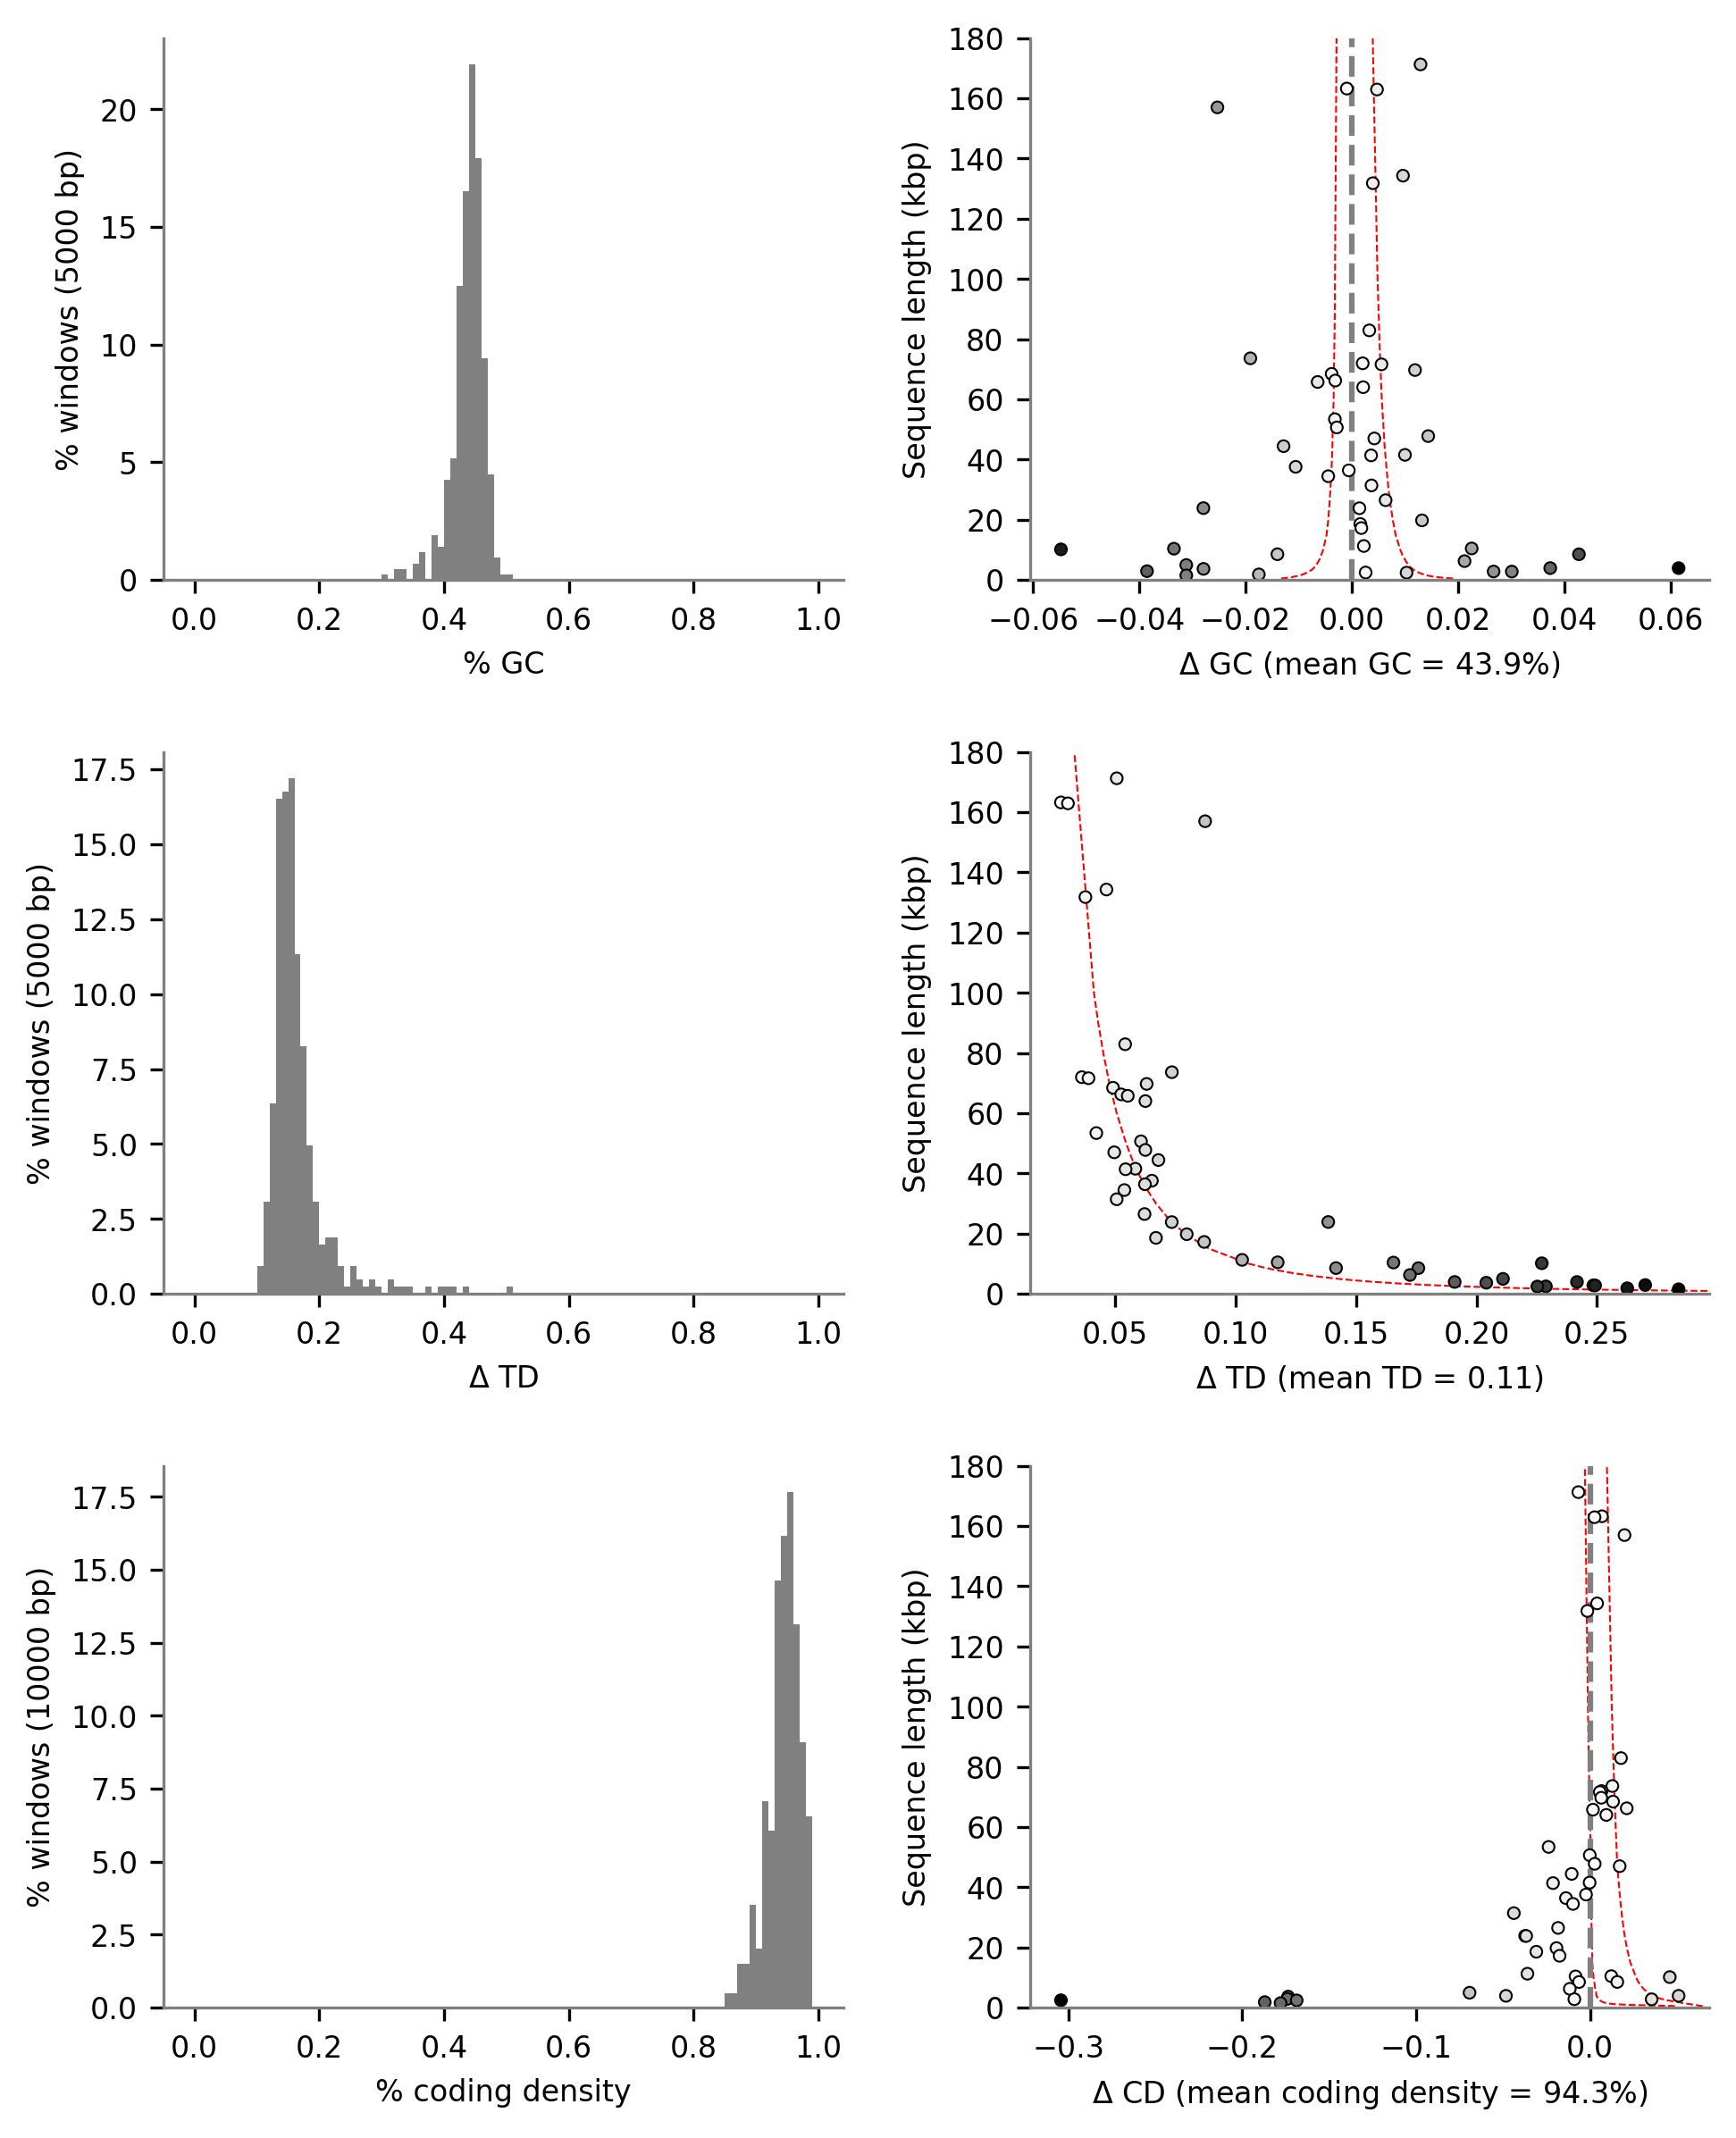 % windows (5000 bp)
20
15
10
5
0
0.0 0.2 0.4 0.6 0.8 1.0
% GC
Sequence length (kbp)
180
160
140
120
100
80
60
40
20
0
−0.06 −0.04 −0.02 0.00 0.02 0.04 0.06
Δ GC (mean GC = 43.9%)
% windows (5000 bp)
17.5
15.0
12.5
10.0
7.5
5.0
2.5
0.0
0.0 0.2 0.4 0.6 0.8 1.0
Δ TD
Sequence length (kbp)
180
160
140
120
100
80
60
40
20
0
0.05 0.10 0.15 0.20 0.25
Δ TD (mean TD = 0.11)
% windows (10000 bp)
17.5
15.0
12.5
10.0
7.5
5.0
2.5
0.0
0.0 0.2 0.4 0.6 0.8 1.0
% coding density
Sequence length (kbp)
180
160
140
120
100
80
60
40
20
0
−0.3 −0.2 −0.1 0.0
Δ CD (mean coding density = 94.3%)